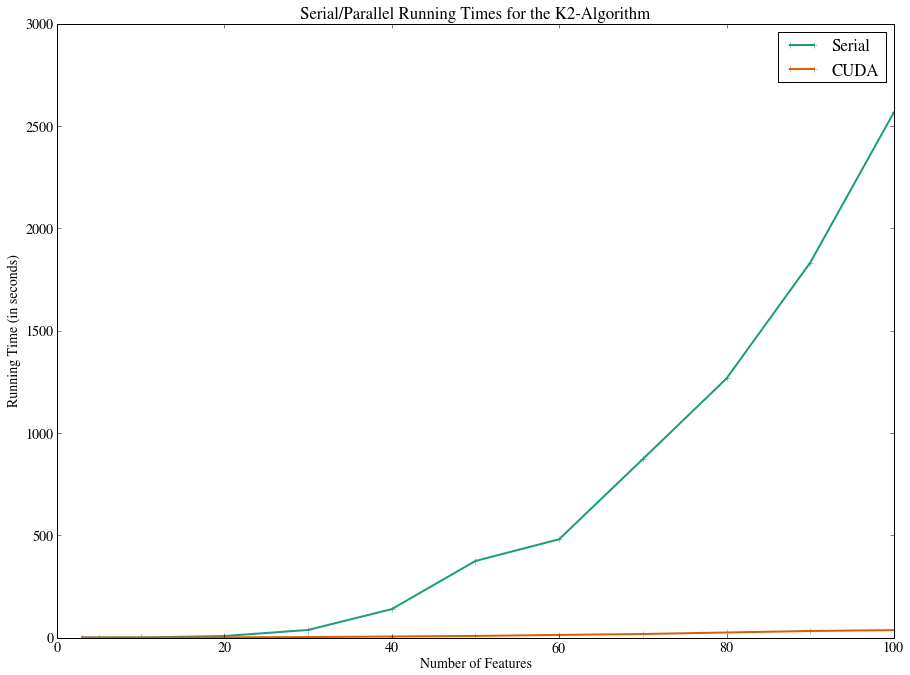 Serial/Parallel Running Times for the K2-Algorithm
Serial
CUDA
3000
2500
2000
1500
1000
500
0
Running Time (in seconds)
0 20 40 60 80 100
Number of Features